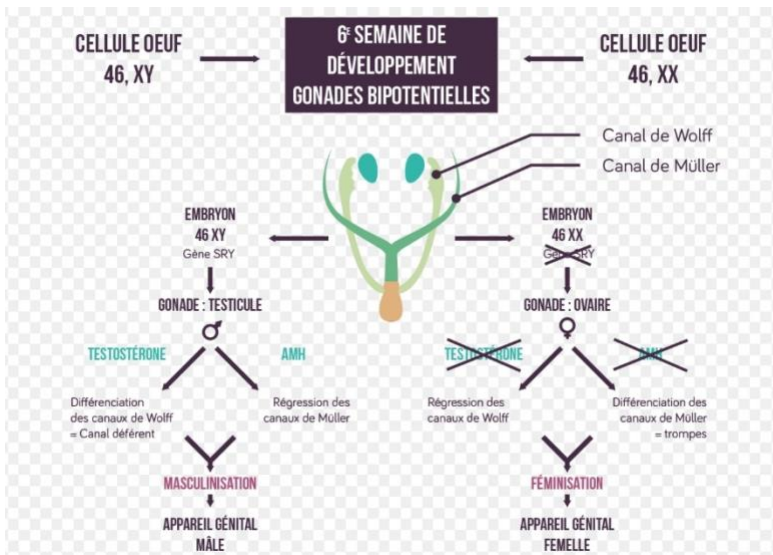 CELLULE OEUF
46, XY
6E SEMAINE DE
DÉVELOPPEMENT
GONADES BIPOTENTIELLES
CELLULE OEUF
46, XX
Canal de Wolff
Canal de Müller
EMBRYON
46 XY
Gène SRY
EMBRYON
46 XX
Gène SRY
GONADE : TESTICULE
GONADE : OVAIRE
TESTOSTÉRONE
AMH
TESTOSTÉRONE
AMH
Différenciation
des canaux de Wolff
= Canal déférent
Régression des
canaux de Müller
Régression des
canaux de Wolff
Différenciation des
canaux de Müller
= trompes
MASCULINISATION
FÉMINISATION
APPAREIL GÉNITAL
MÂLE
APPAREIL GÉNITAL
FEMELLE